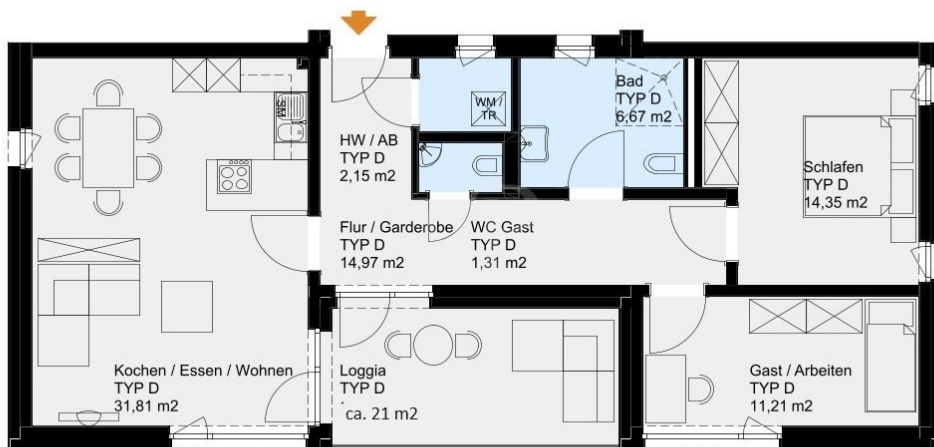 SM
WM /
TR
Bad
TYP D
6,67 m2
HW / AB
TYP D
2,15 m2
Schlafen
TYP D
14,35 m2
Flur / Garderobe
TYP D
14,97 m2
WC Gast
TYP D
1,31 m2
Kochen / Essen / Wohnen
TYP D
31,81 m2
Loggia
TYP D
ca. 21 m2
Gast / Arbeiten
TYP D
11,21 m2